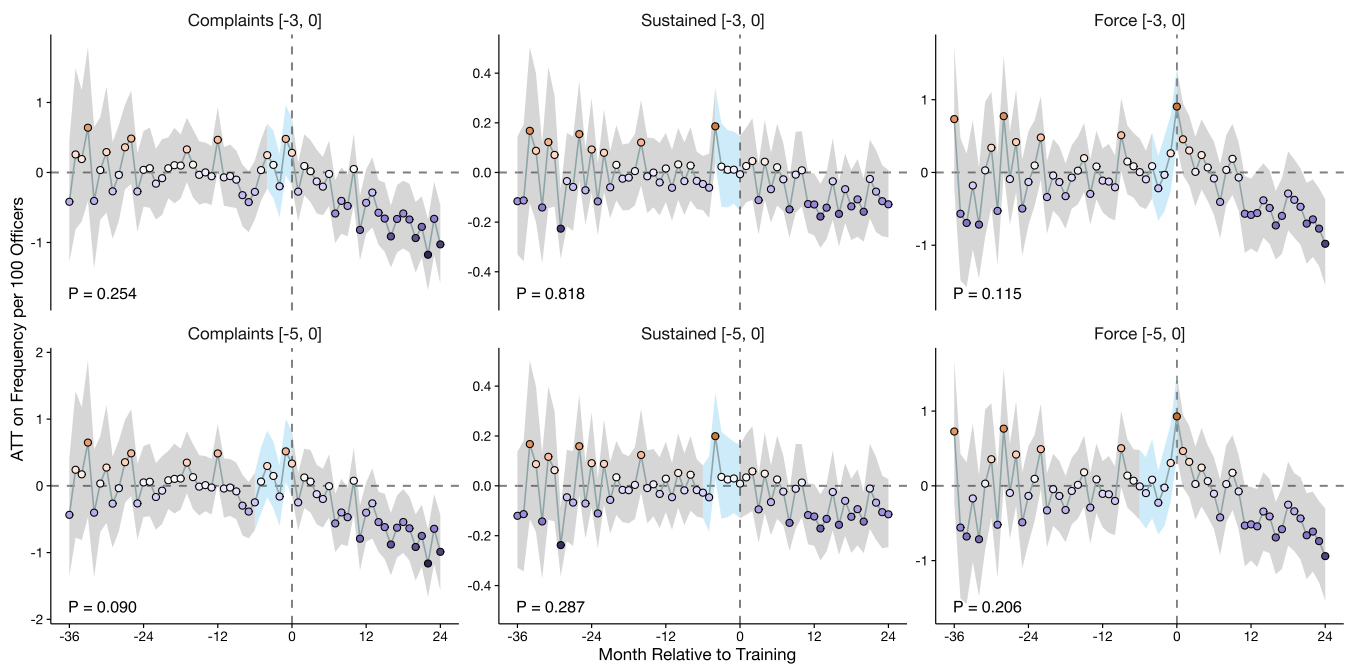 Complaints [-3, 0]
Sustained [-3, 0]
Force [-3, 0]
1
0
-1
P = 0.254
0.4
0.2
0.0
-0.2
-0.4
P = 0.818
1
0
-1
P = 0.115
ATT on Frequency per 100 Officers
Complaints [-5, 0]
Sustained [-5, 0]
Force [-5, 0]
2
1
0
-1
-2
P = 0.090
0.4
0.2
0.0
-0.2
-0.4
P = 0.287
1
0
-1
P = 0.206
-36 -24 -12 0 12 24
-36 -24 -12 0 12 24
-36 -24 -12 0 12 24
Month Relative to Training